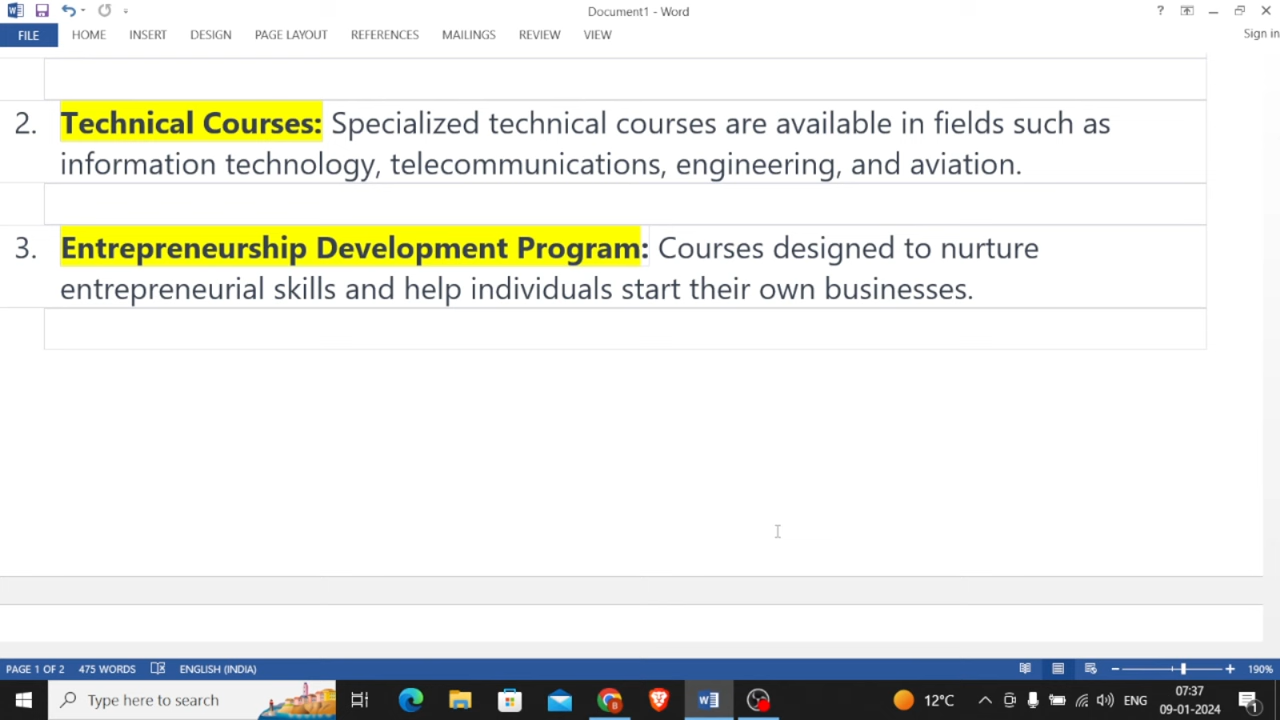 Document1 - Word
?
FILE HOME INSERT DESIGN PAGE LAYOUT REFERENCES MAILINGS REVIEW VIEW Sign in
2. Technical Courses: Specialized technical courses are available in fields such as
information technology, telecommunications, engineering, and aviation.
3. Entrepreneurship Development Program: Courses designed to nurture
entrepreneurial skills and help individuals start their own businesses.
PAGE 1 OF 2 475 WORDS ENGLISH (INDIA) 190%
Type here to search 12°C ENG 07:37
09-01-2024 1